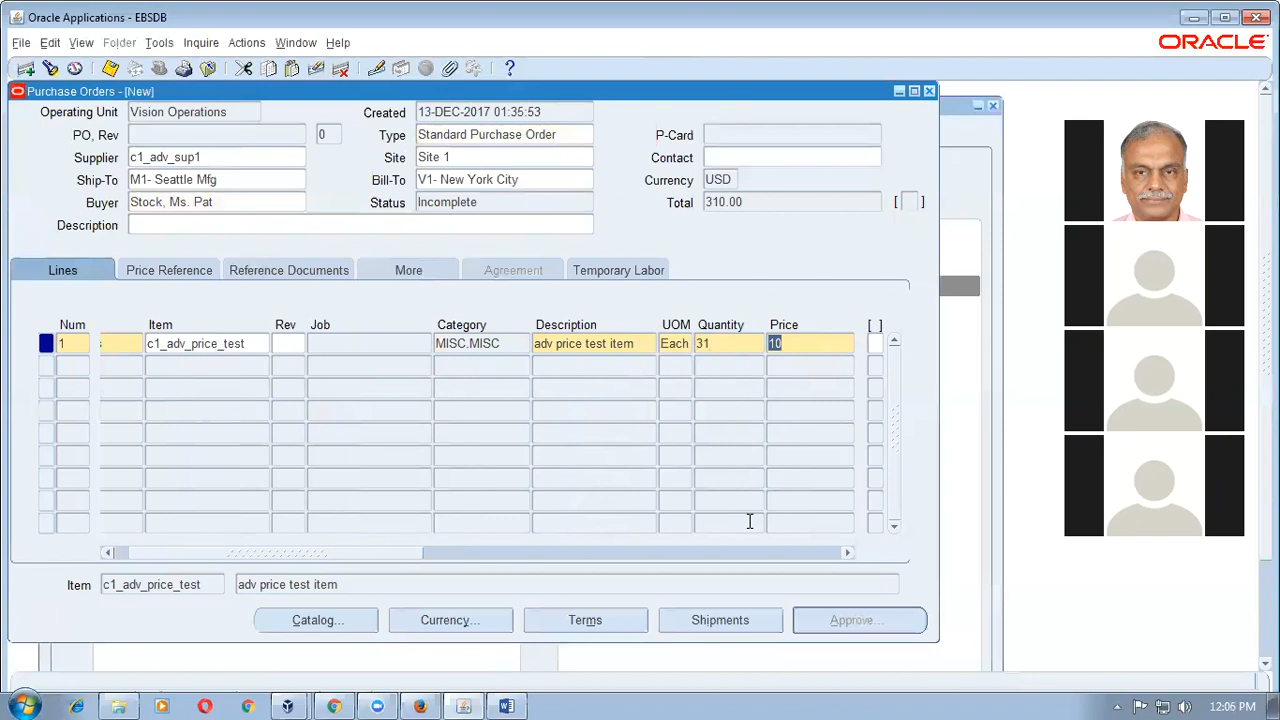 Oracle Applications - EBSDB
File Edit View Folder Tools Inquire Actions Window Help
ORACLE
Purchase Orders - [New]
Operating Unit Vision Operations Created 13-DEC-2017 01:35:53
PO, Rev 0 Type Standard Purchase Order P-Card
Supplier c1_adv_sup1 Site Site 1 Contact
Ship-To M1- Seattle Mfg Bill-To V1- New York City Currency USD
Buyer Stock, Ms. Pat Status Incomplete Total 310.00 [ ]
Description
Lines Price Reference Reference Documents More Agreement Temporary Labor
Num Item Rev Job Category Description UOM Quantity Price [ ]
1 s c1_adv_price_test MISC.MISC adv price test item Each 31 10
Item c1_adv_price_test adv price test item
Catalog... Currency... Terms Shipments Approve...
12:06 PM